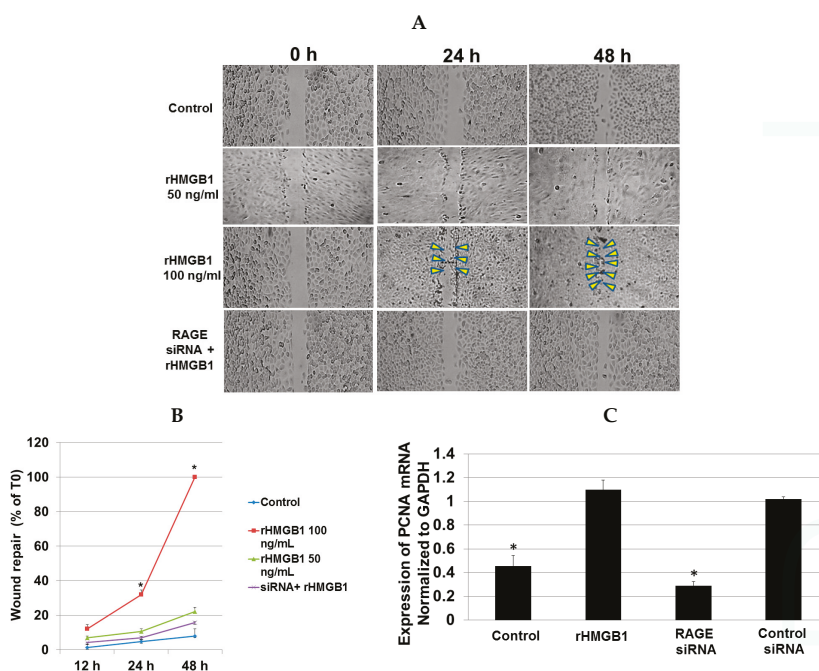 A
0 h 24 h 48 h
Control
rHMGB1
50 ng/ml
rHMGB1
100 ng/ml
RAGE
siRNA +
rHMGB1
B
Wound repair (% of T0)
120
100
80
60
40
20
0
*
*
12 h 24 h 48 h
Control
rHMGB1 100
ng/mL
rHMGB1 50
ng/mL
siRNA+ rHMGB1
C
Expression of PCNA mRNA
Normalized to GAPDH
1.4
1.2
1
0.8
0.6
0.4
0.2
0
*
*
Control rHMGB1 RAGE
siRNA
Control
siRNA